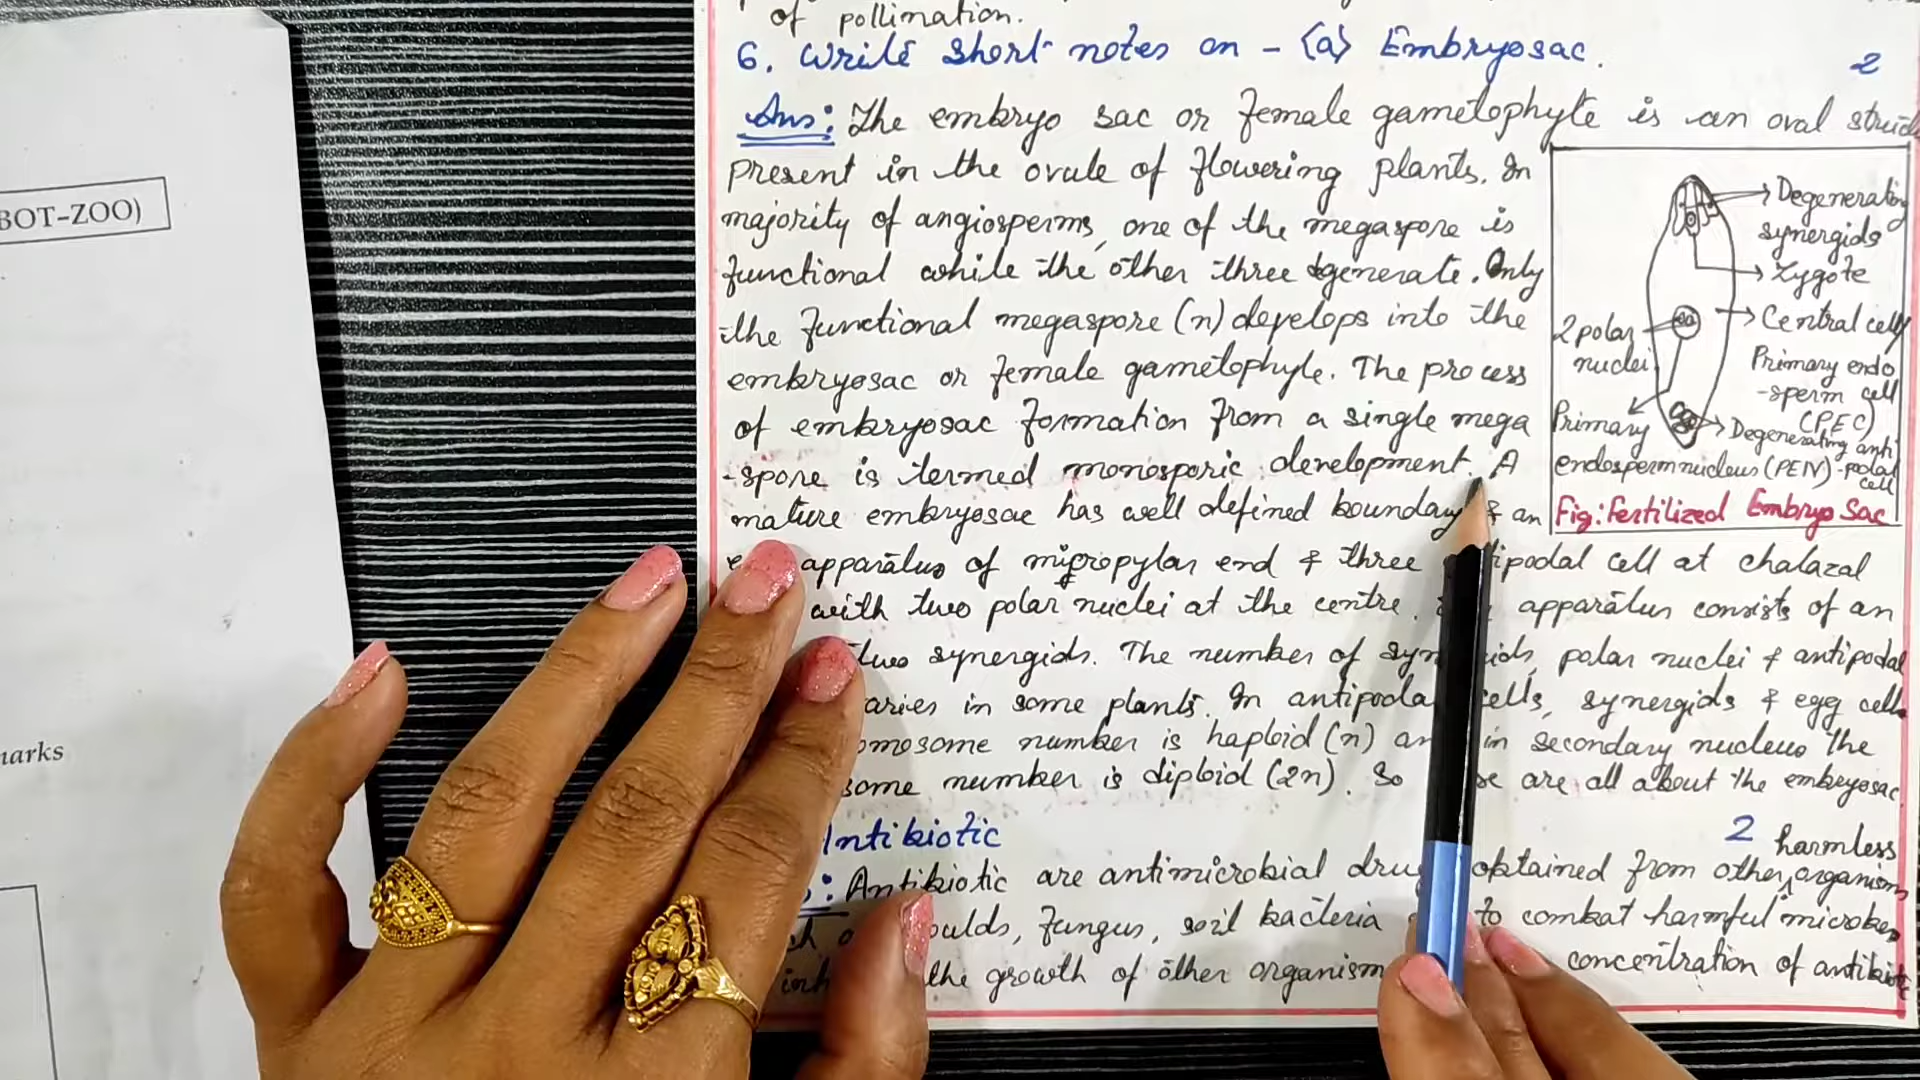 of pollination.
6. Write short notes on - (a) Embryosac. 2
Ans: The embryo sac or female gametophyte is an oval
present in the ovule of flowering plants. In
majority of angiosperms, one of the megaspore is
functional while the other three dgenerate. Only
the functional megaspore (n) develops into the
embryosac or female gametophyte. The process
of embryosac formation from a single mega
-spore is termed monosporic development. A
mature embryosac has well defined boundary & an
apparatus of micropylar end & three cell at chalazal
with two polar nuclei at the centre. apparatus consists of an
two synergids. The number of polar nuclei & antipodal
in some plants. In cells, synergids & egg cell
number is haploid (n) in secondary nucleus the
number is diploid (2n). So are all about the embryosac
Degenerating
synergids
Zygote
2 polar
nuclei
Central cell
Primary endo
-sperm cell
(PEC)
Primary
endosperm nucleus (PEN)
Degenerating anti
-podal
cell
Fig: Fertilized Embryo Sac
Antibiotic 2
harmless
Antibiotic are antimicrobial obtained from other organism
fungus, soil bacteria to combat harmful microbes
the growth of other organism concentration of
BOT-ZOO)
marks